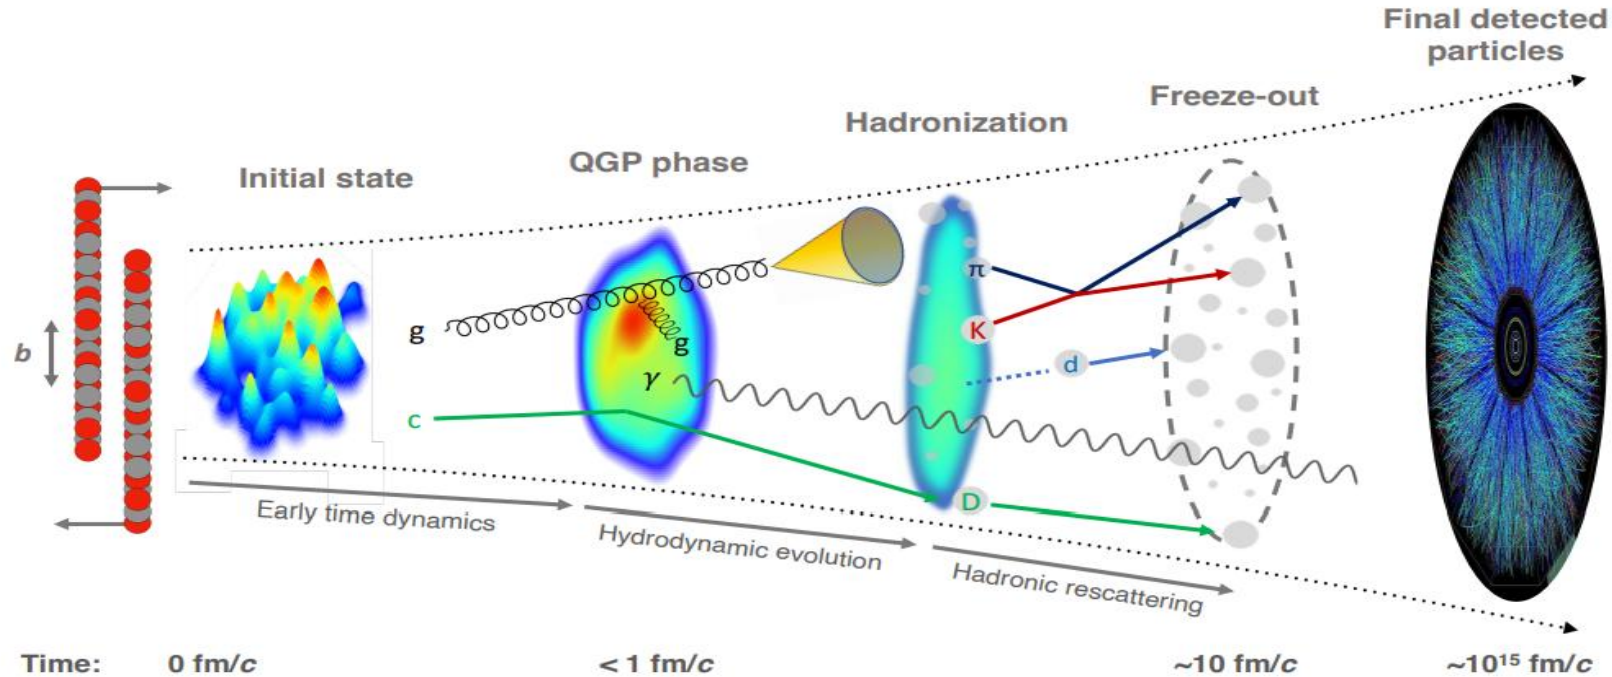 Final detected
particles
Freeze-out
Hadronization
QGP phase
Initial state
b
g
g
γ
c
π
K
d
D
Early time dynamics
Hydrodynamic evolution
Hadronic rescattering
Time: 0 fm/c < 1 fm/c ~10 fm/c ~10¹⁵ fm/c